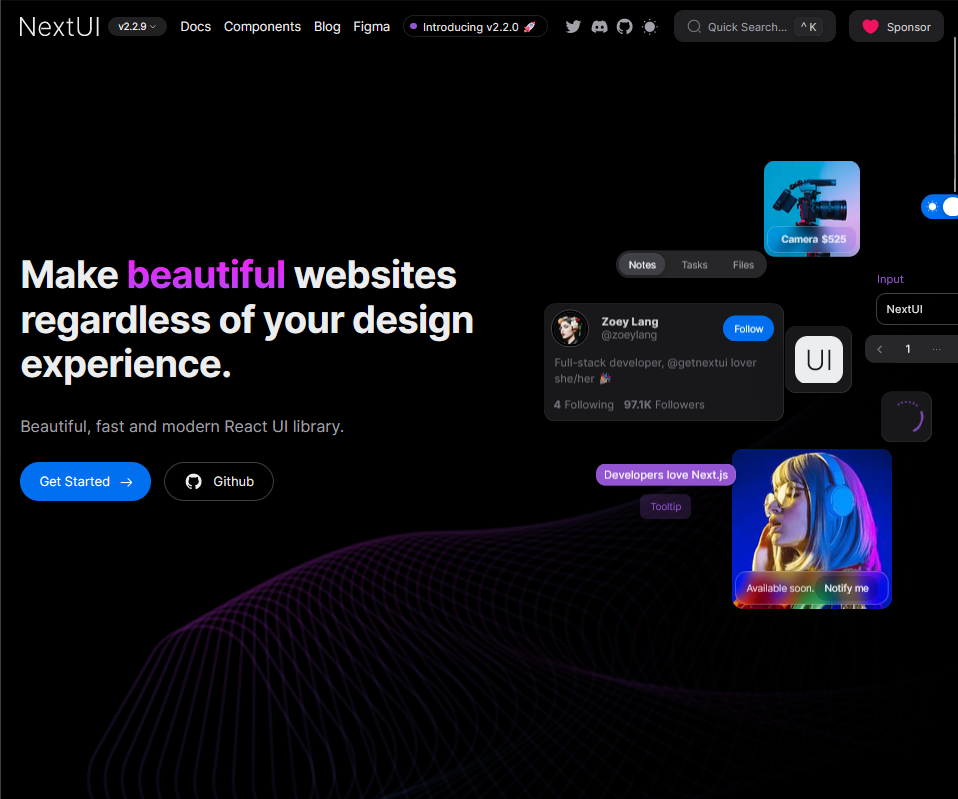 NextUI v2.2.9 Docs Components Blog Figma Introducing v2.2.0 🚀 Quick Search... ^ K Sponsor
Camera $525
Notes Tasks Files
Input
NextUI
Make beautiful websites
regardless of your design
experience.
Zoey Lang
@zoeylang
Follow
Full-stack developer, @getnextui lover
she/her 🎉
4 Following 97.1K Followers
UI
1 ...
Beautiful, fast and modern React UI library.
Get Started → Github
Developers love Next.js
Tooltip
Available soon. Notify me